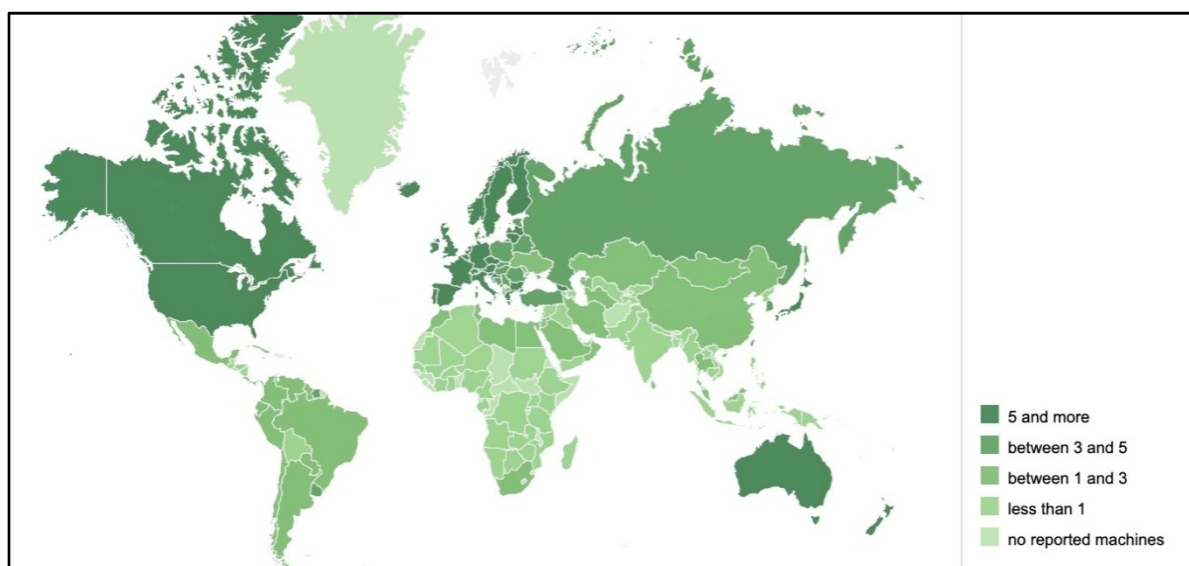 5 and more
between 3 and 5
between 1 and 3
less than 1
no reported machines